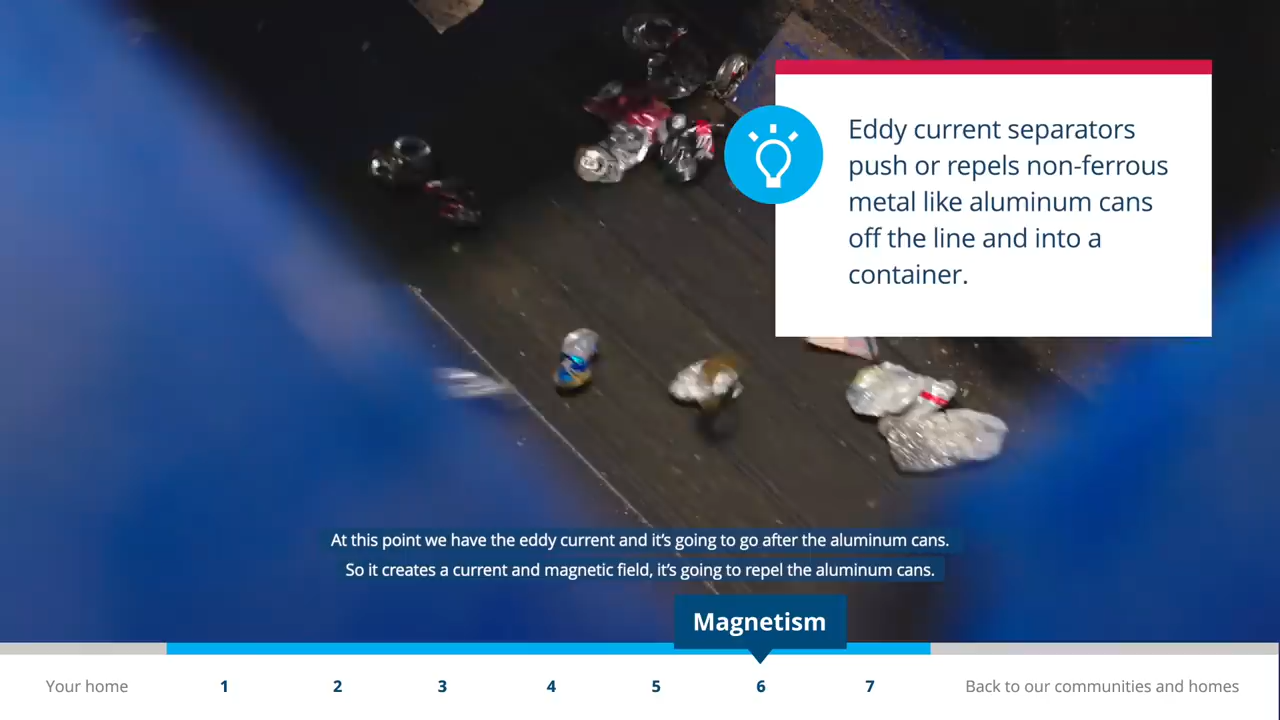 Eddy current separators
push or repels non-ferrous
metal like aluminum cans
off the line and into a
container.
At this point we have the eddy current and it's going to go after the aluminum cans.
So it creates a current and magnetic field, it's going to repel the aluminum cans.
Magnetism
Your home 1 2 3 4 5 6 7 Back to our communities and homes